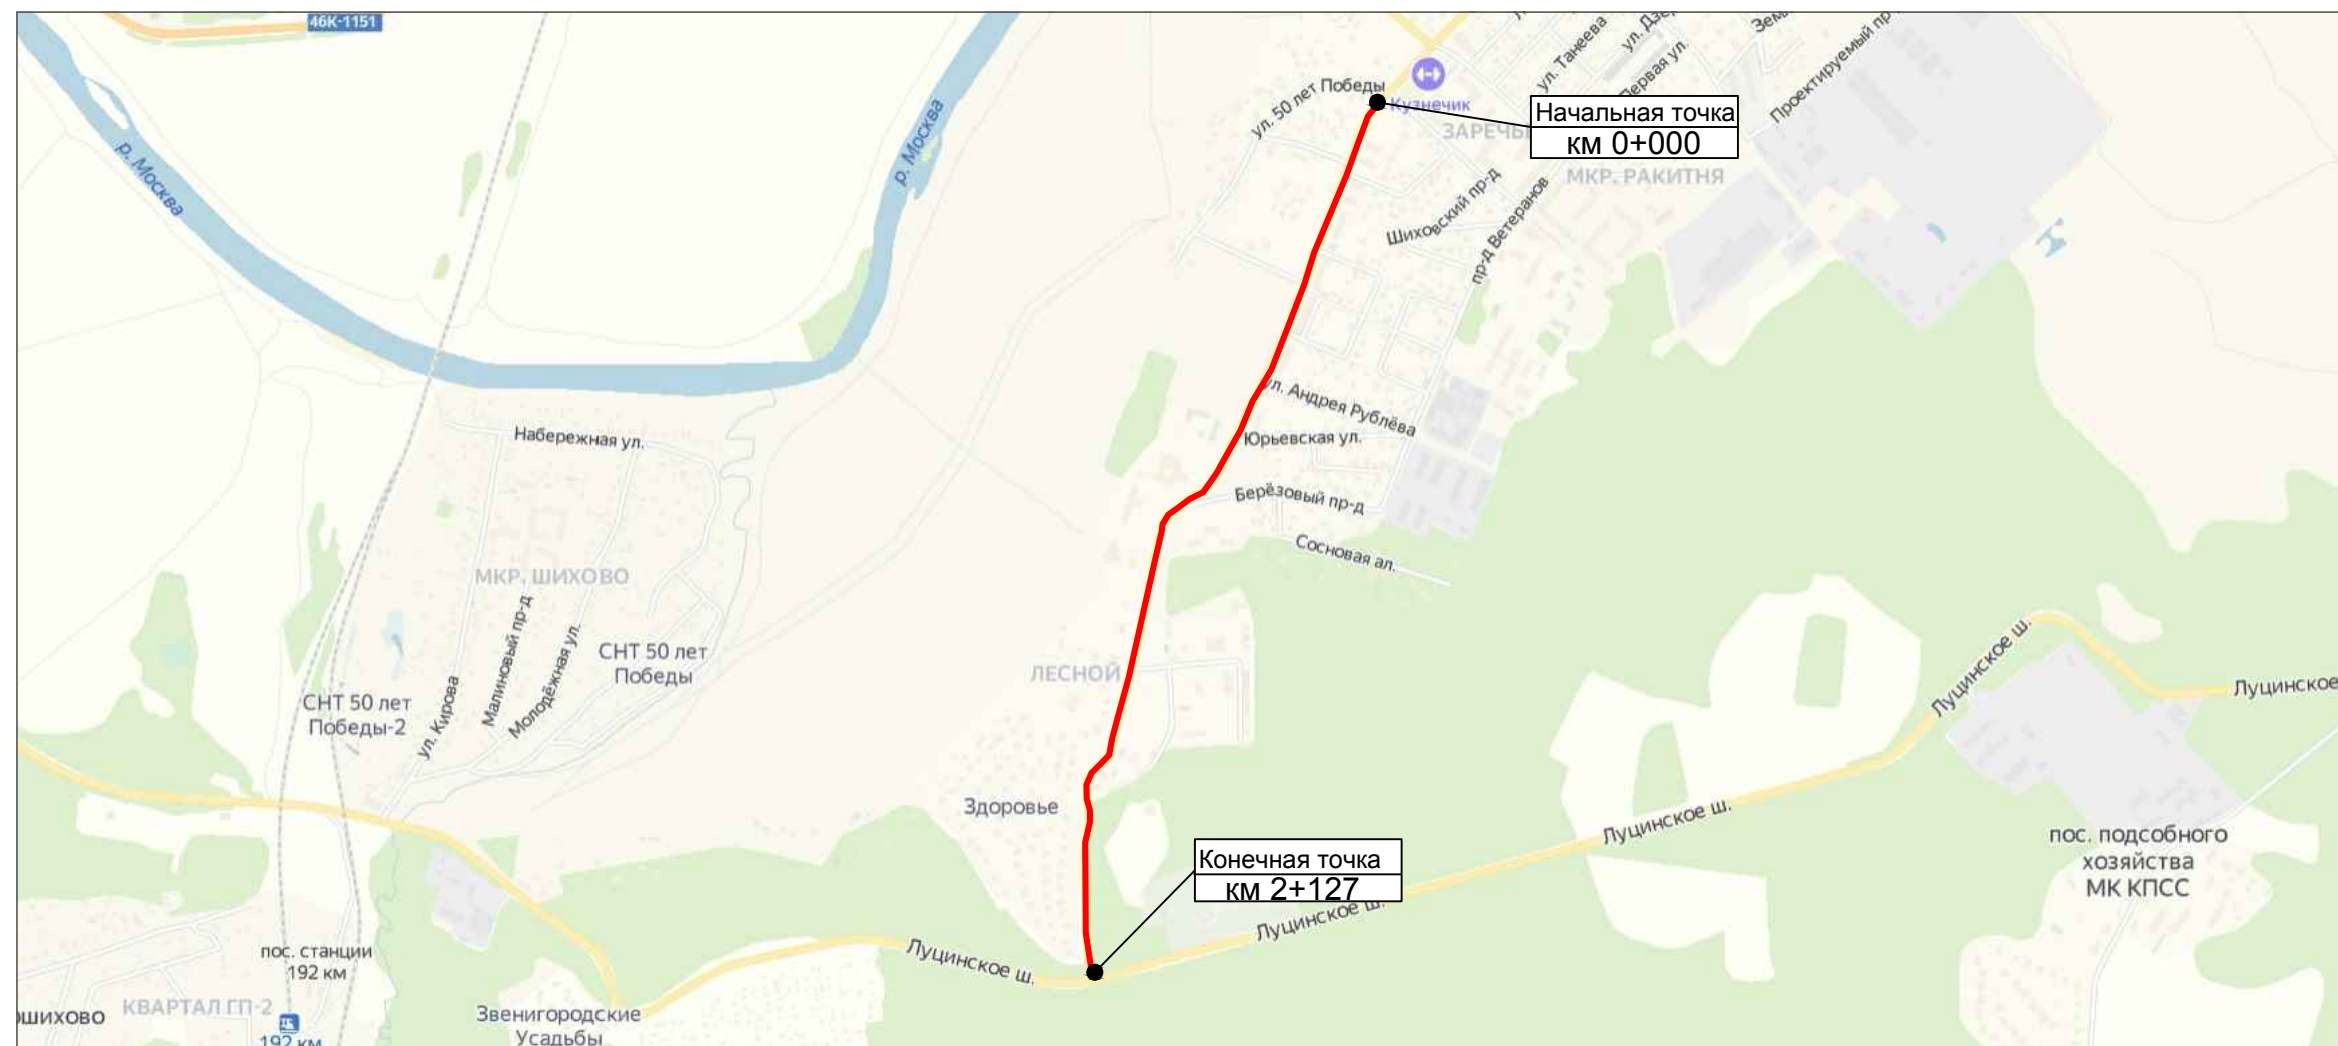 46К-1151
ул. Танеева
Проектируемый пр
ул. 50 лет Победы
Кузнечик
Первая ул.
Начальная точка
км 0+000
р. Москва
р. Москва
МКР. РАКИТНЯ
Шиховский пр-д
пр-д Ветеранов
ул. Андрея Рублёва
Набережная ул.
Юрьевская ул.
Берёзовый пр-д
Сосновая ал.
МКР. ШИХОВО
Малиновый пр-д
Молодёжная ул.
СНТ 50 лет
Победы
ЛЕСНОЙ
Луцинское ш.
Луцинское
СНТ 50 лет
Победы-2
ул. Кирова
Здоровье
Луцинское ш.
пос. подсобного
хозяйства
МК КПСС
Конечная точка
км 2+127
Луцинское ш.
Луцинское ш.
пос. станции
192 км
КВАРТАЛ ГП-2
Звенигородские
Усадьбы
192 км